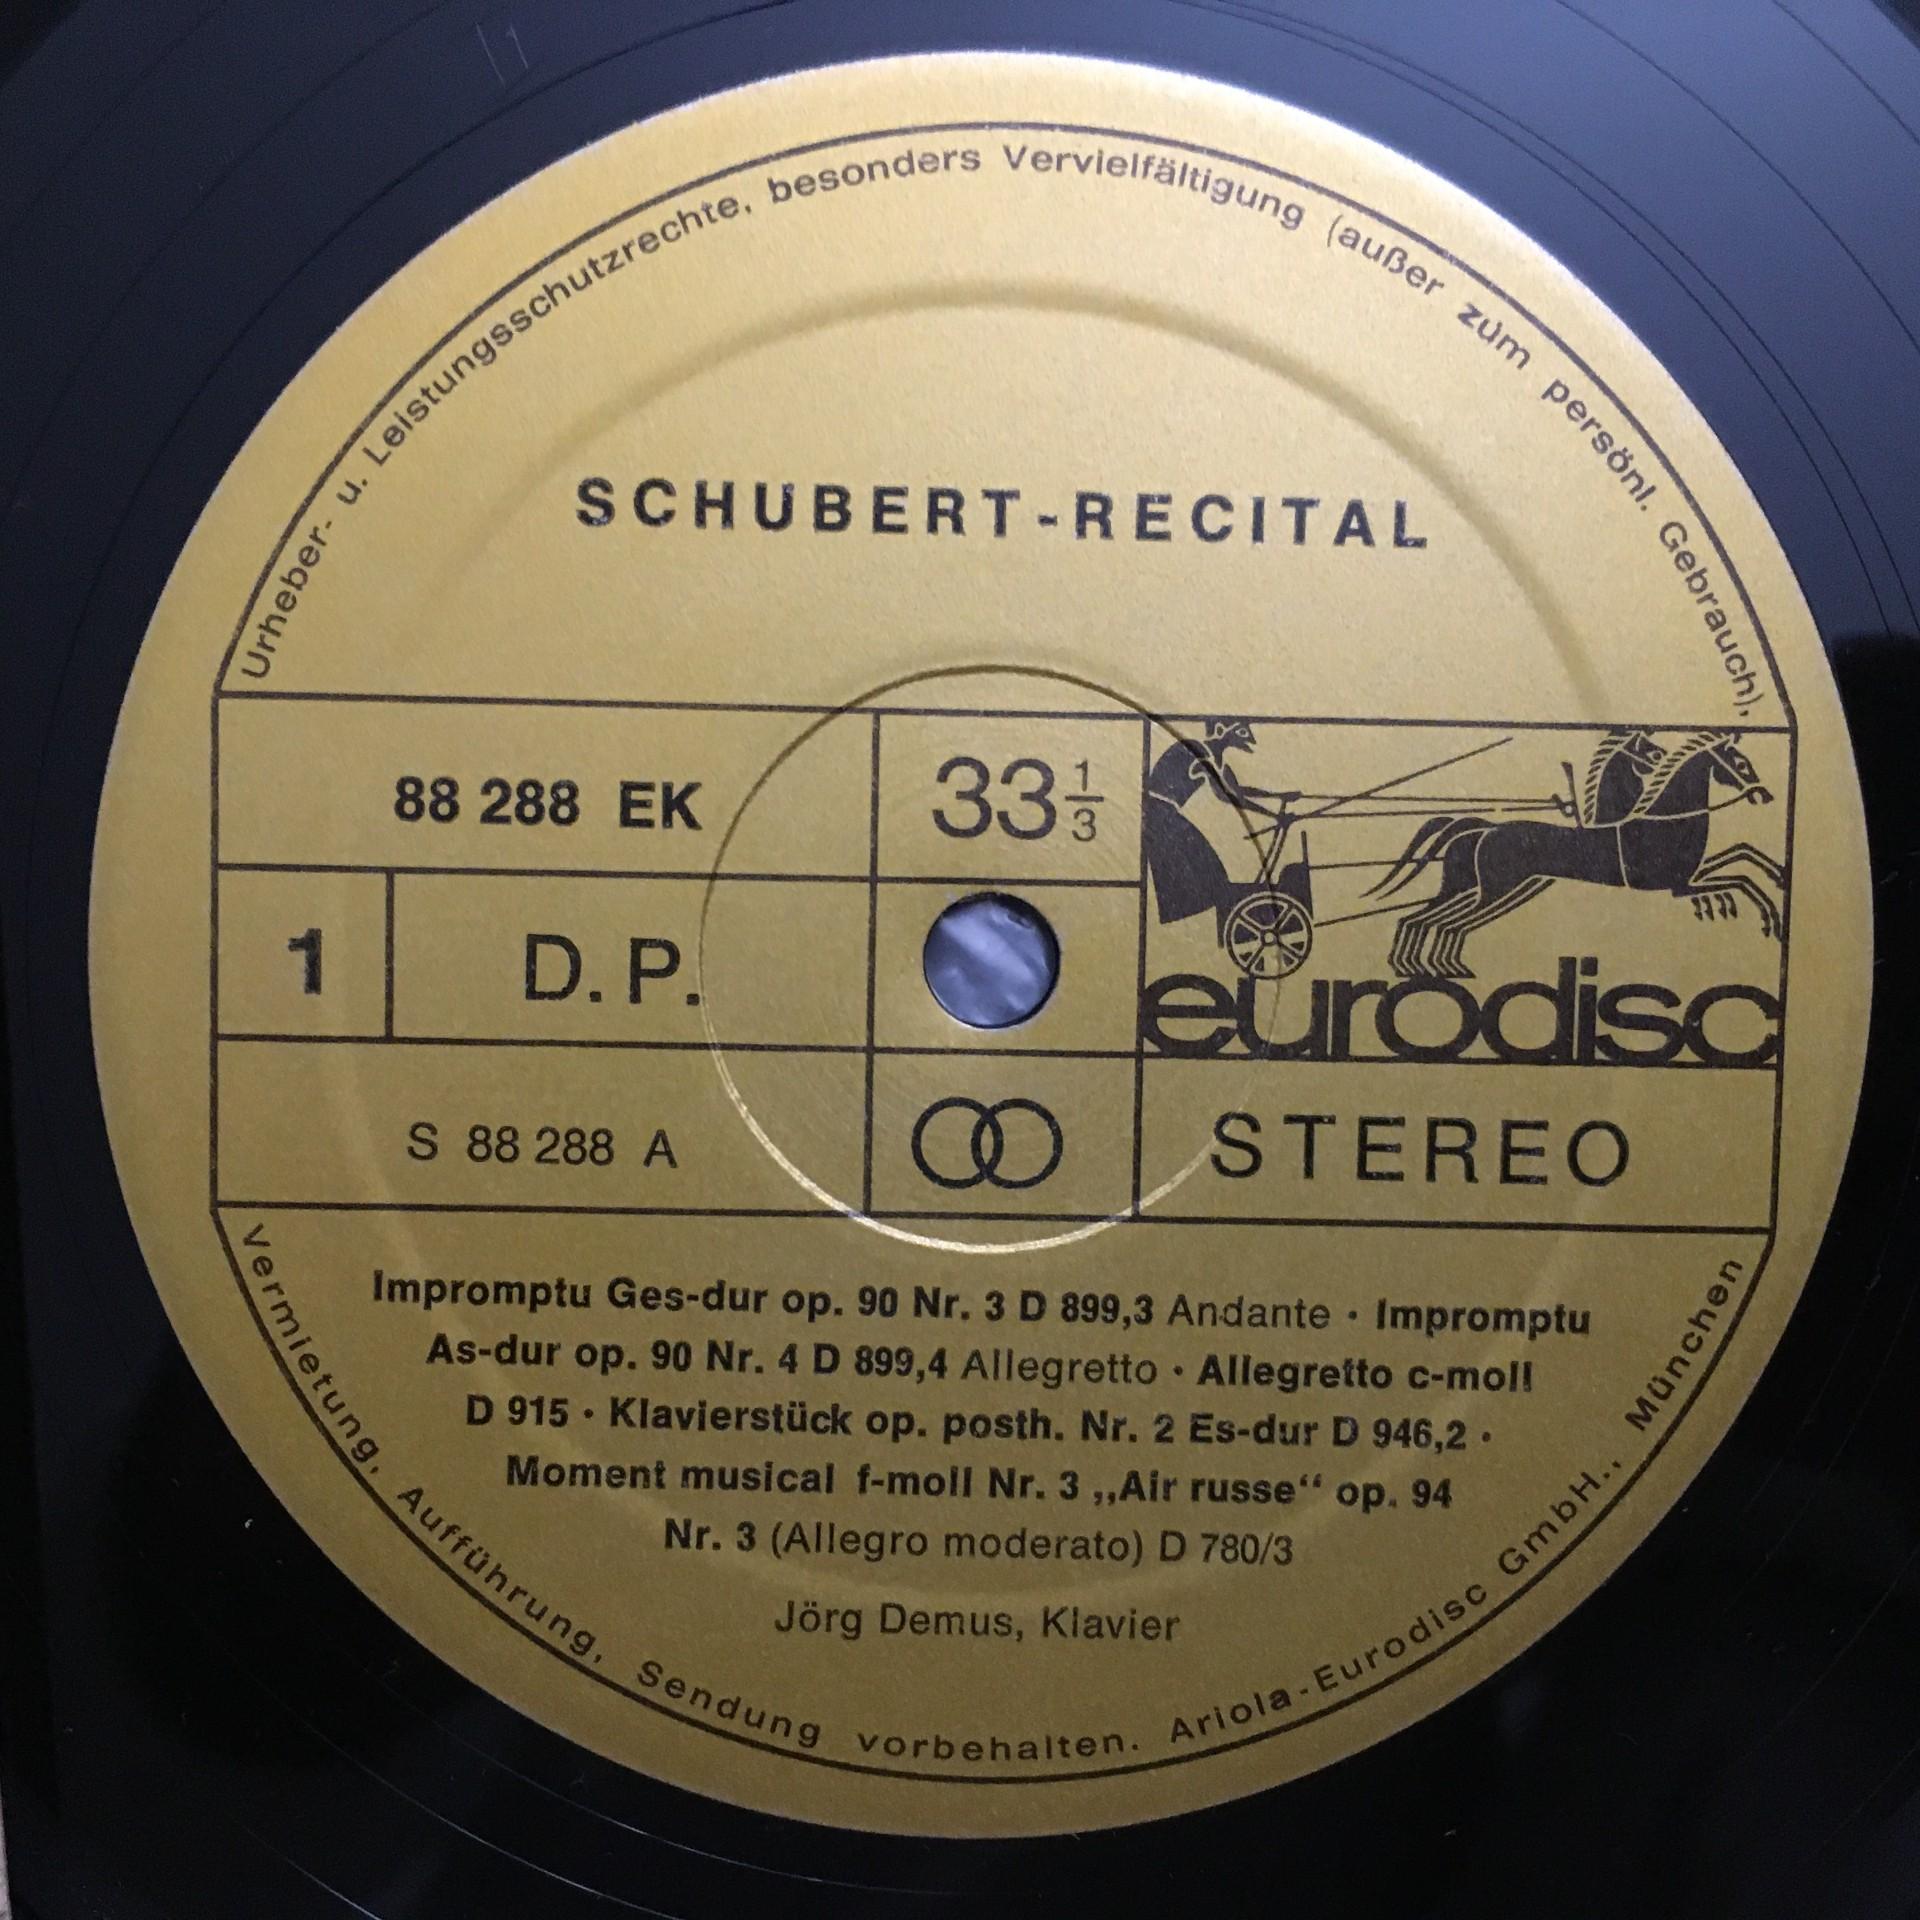 Urheber- u. Leistungsschutzrechte, besonders Vervielfältigung (außer zum persönl. Gebrauch),
SCHUBERT-RECITAL
88 288 EK
33 1/3
1
D. P.
eurodisc
S 88 288 A
STEREO
Impromptu Ges-dur op. 90 Nr. 3 D 899,3 Andante · Impromptu
As-dur op. 90 Nr. 4 D 899,4 Allegretto · Allegretto c-moll
D 915 · Klavierstück op. posth. Nr. 2 Es-dur D 946,2 ·
Moment musical f-moll Nr. 3 „Air russe“ op. 94
Nr. 3 (Allegro moderato) D 780/3
Jörg Demus, Klavier
Vermietung, Aufführung, Sendung vorbehalten. Ariola-Eurodisc GmbH., München